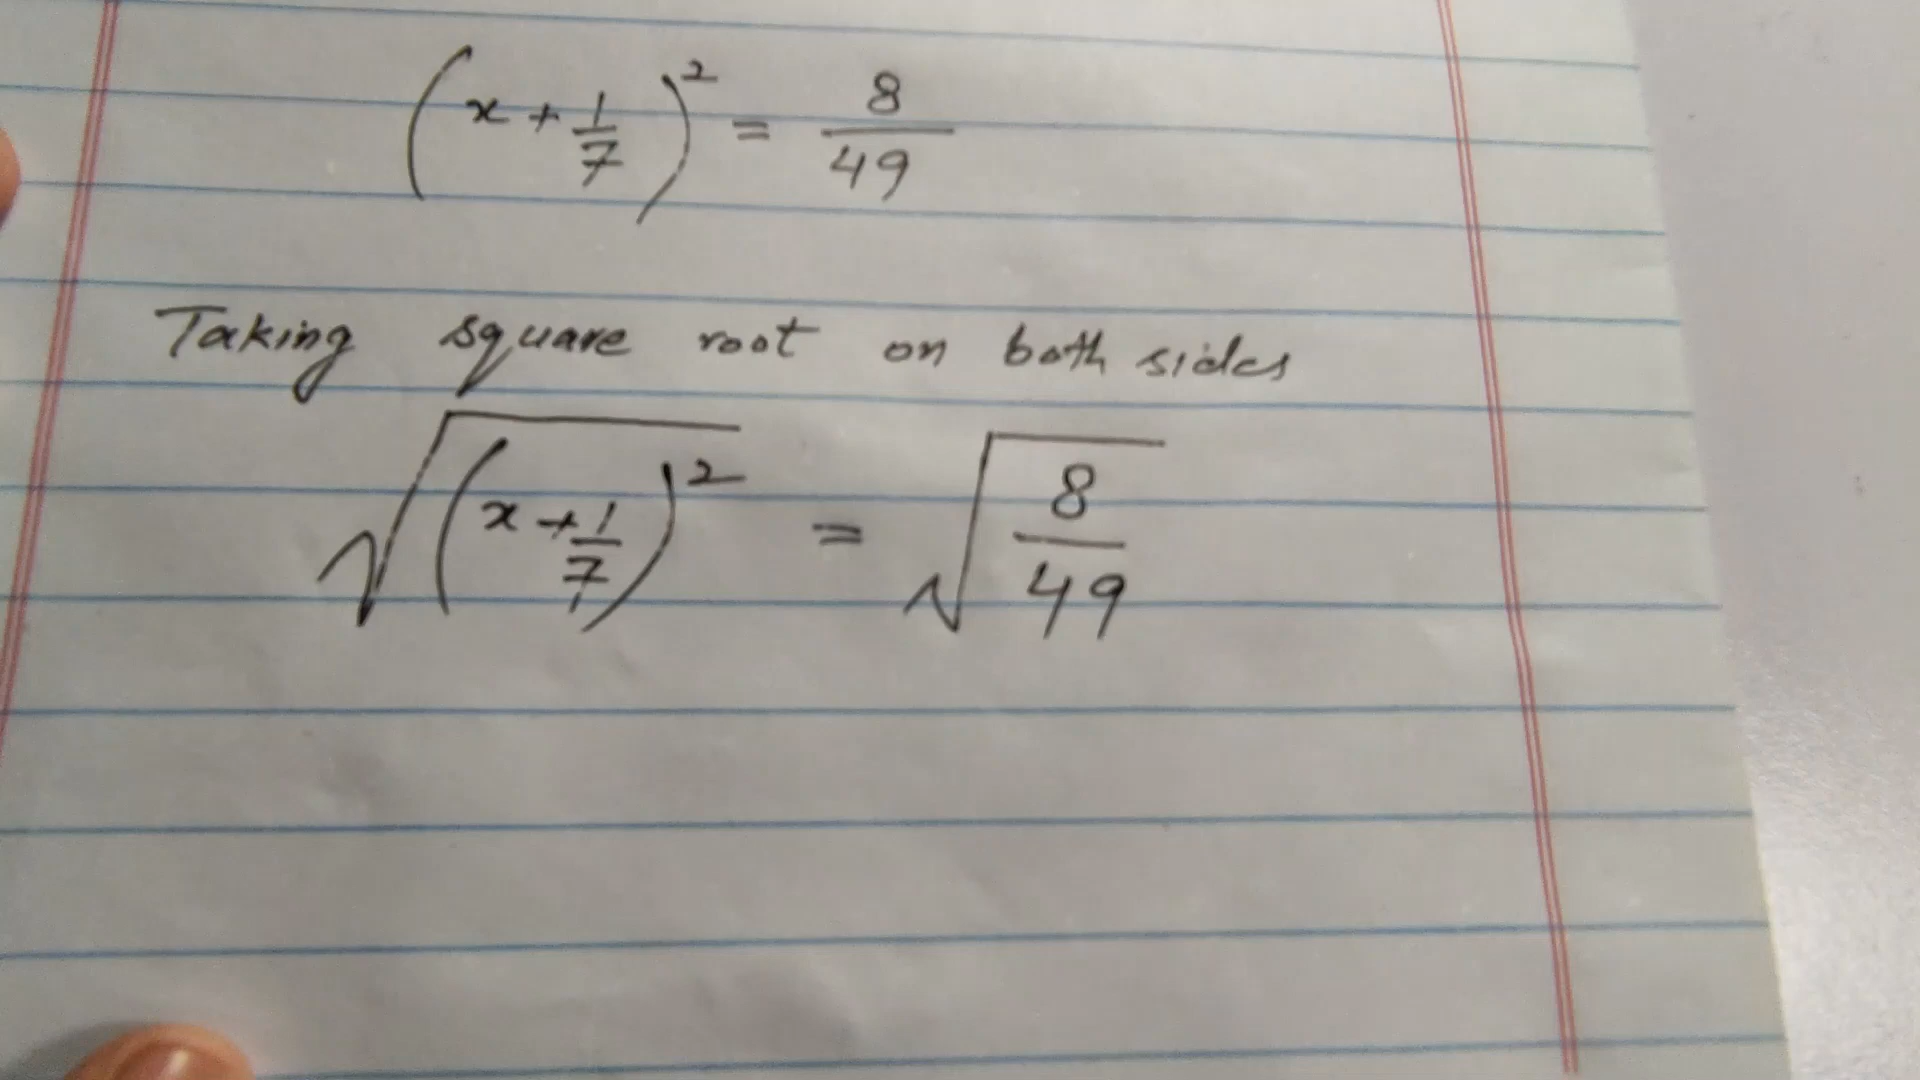 (x + 1/7)² = 8/49
Taking square root on both sides
√(x + 1/7)² = √8/49